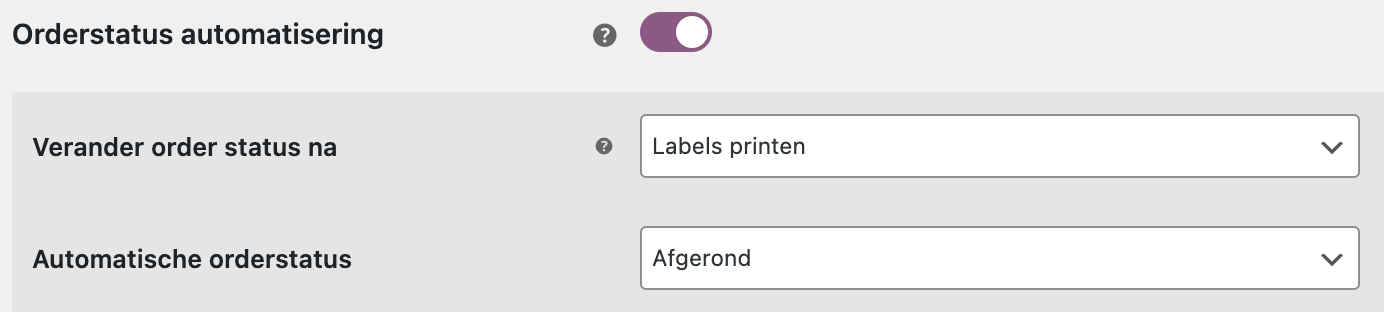 Orderstatus automatisering ?
Verander order status na ? Labels printen
Automatische orderstatus Afgerond